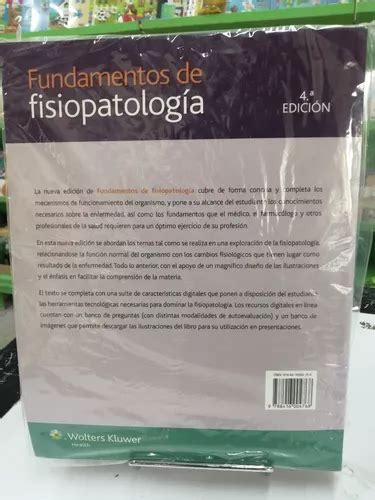 Fundamentos de
fisiopatología
4.ª
EDICIÓN
La nueva edición de Fundamentos de fisiopatología cubre de forma concisa y completa los
mecanismos de funcionamiento del organismo, y pone a su alcance del estudiante los conocimientos
necesarios sobre la enfermedad, así como los fundamentos que el médico, el farmacólogo y otros
profesionales de la salud requieren para un óptimo ejercicio de su profesión.
En esta nueva edición se abordan los temas tal como se realiza en una exploración de la fisiopatología,
relacionándose la función normal del organismo con los cambios fisiológicos que tienen lugar como
resultado de la enfermedad. Todo lo anterior, con el apoyo de un magnífico diseño de las ilustraciones
y el énfasis en facilitar la comprensión de la materia.
El texto se completa con una suite de características digitales que ponen a disposición del estudiante
las herramientas tecnológicas necesarias para dominar la fisiopatología. Los recursos digitales en línea
cuentan con un banco de preguntas (con distintas modalidades de autoevaluación) y un banco de
imágenes que permite descargar las ilustraciones del libro para su utilización en presentaciones.
9 788416 004768
Wolters Kluwer
Health